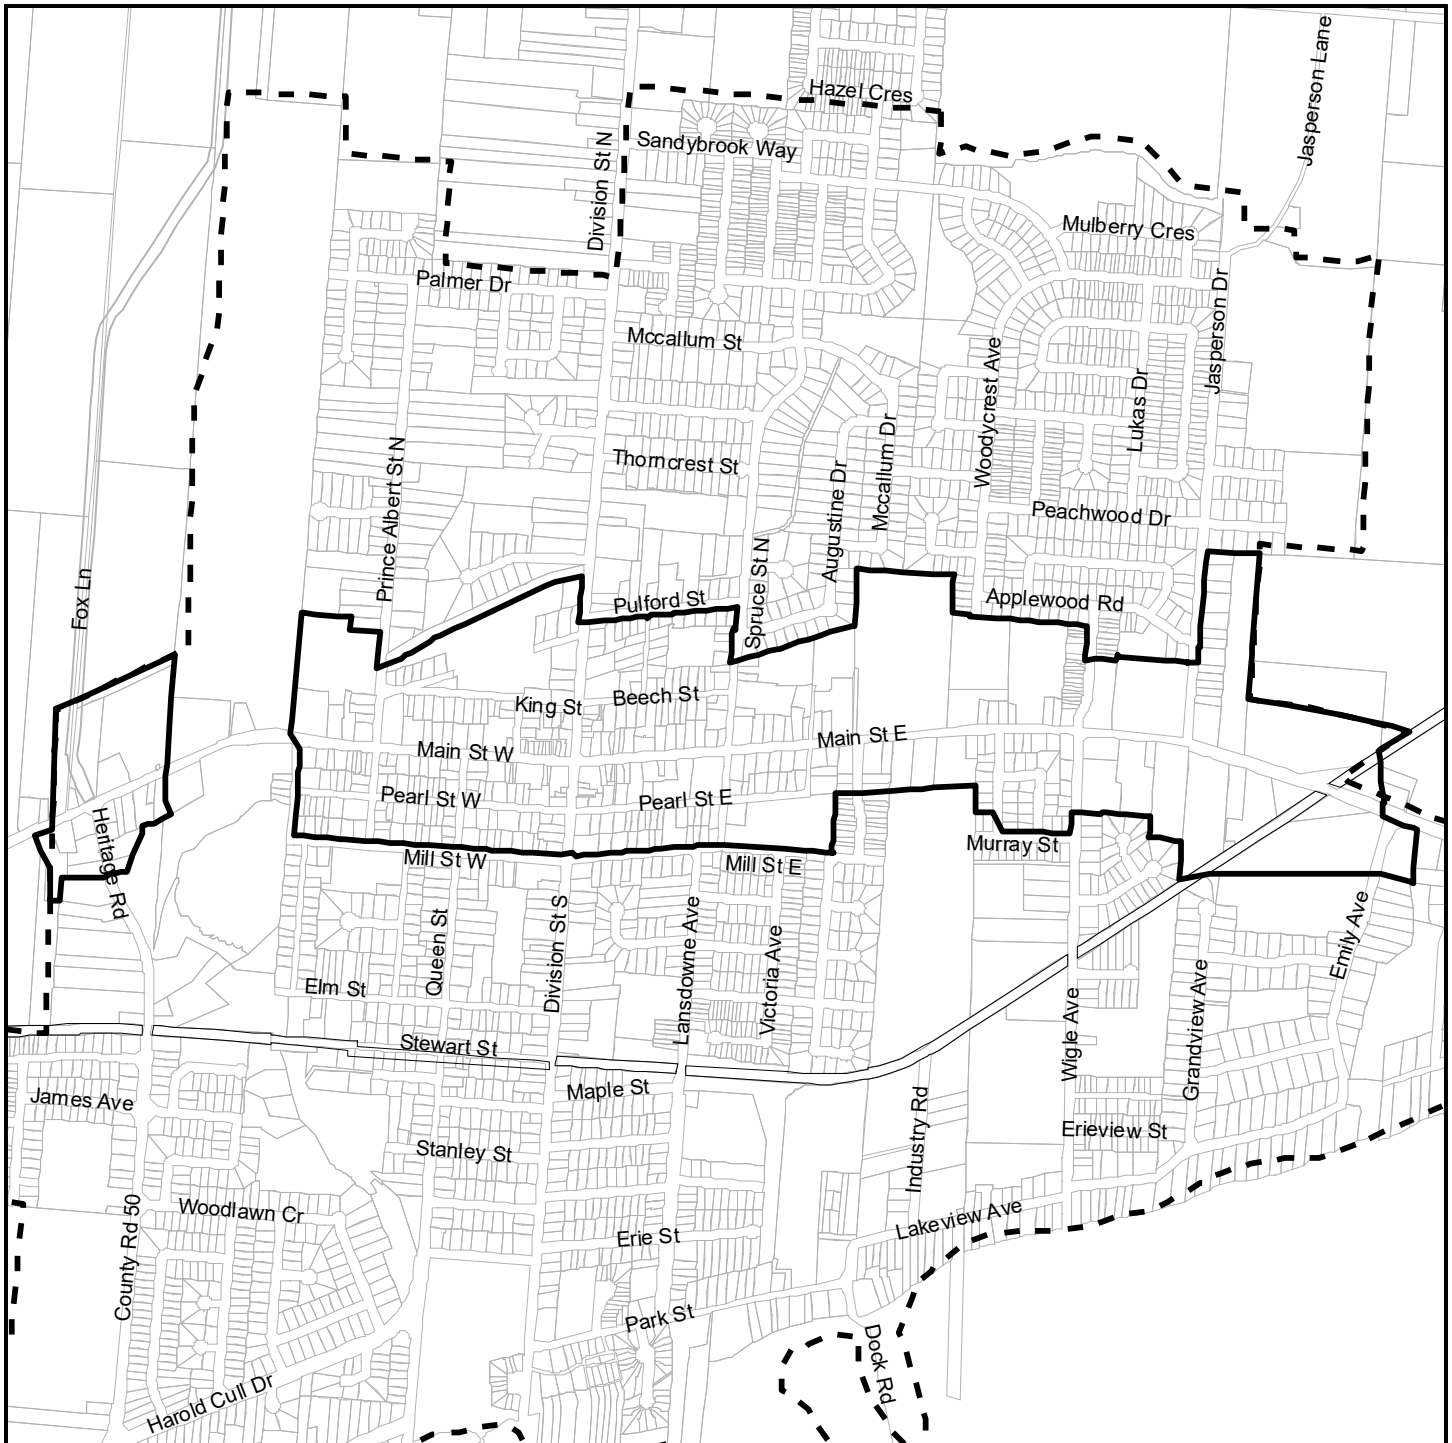 Jasperson Lane
Hazel Cres
Sandybrook Way
Division St N
Mulberry Cres
Palmer Dr
Jasperson Dr
Mccallum St
Woodycrest Ave
Lukas Dr
Thorncrest St
Mccallum Dr
Augustine Dr
Prince Albert St N
Peachwood Dr
Fox Ln
Spruce St N
Pulford St
Applewood Rd
King St
Beech St
Main St W
Main St E
Pearl St W
Pearl St E
Heritage Rd
Mill St W
Mill St E
Murray St
Queen St
Division St S
Lansdowne Ave
Victoria Ave
Emily Ave
Elm St
Stewart St
Wigle Ave
Grandview Ave
Maple St
James Ave
Industry Rd
Erieview St
Stanley St
Woodlawn Cr
County Rd 50
Lakeview Ave
Erie St
Park St
Dock Rd
Harold Cull Dr